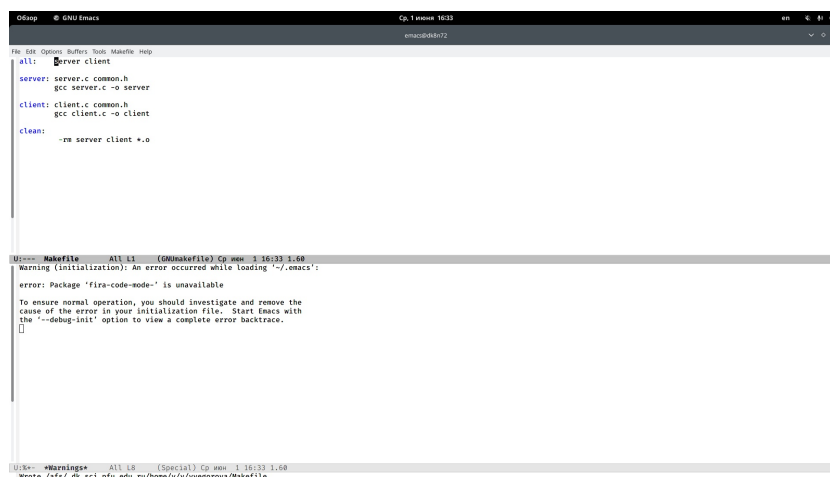 Обзор GNU Emacs Ср, 1 июня 16:33 en
emacs@dk8n72
File Edit Options Buffers Tools Makefile Help
all: server client
server: server.c common.h
gcc server.c -o server
client: client.c common.h
gcc client.c -o client
clean:
-rm server client *.o
U:--- Makefile All L1 (GNUmakefile) Ср июн 1 16:33 1.60
Warning (initialization): An error occurred while loading ‘~/.emacs’:
error: Package ‘fira-code-mode-’ is unavailable
To ensure normal operation, you should investigate and remove the
cause of the error in your initialization file. Start Emacs with
the ‘--debug-init’ option to view a complete error backtrace.
U:%*- *Warnings* All L8 (Special) Ср июн 1 16:33 1.60
Wrote